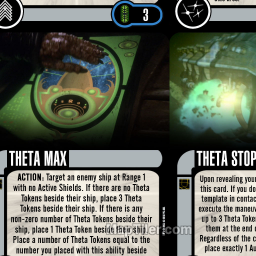 3
THETA MAX
ACTION: Target an enemy ship at Range 1
with no Active Shields. If there are no Theta
Tokens beside their ship, place 3 Theta
Tokens beside their ship. If there is any
non-zero number of Theta Tokens beside their
ship, place 1 Theta Token beside
Place a number of Theta Tokens equal to the
number you placed with this ability beside
THETA STOP
Upon revealing your
this card. If you do
template in contac
execute the maneuv
up to 3 Theta Toke
them at the end o
Regardless of the c
place exactly 1 Au